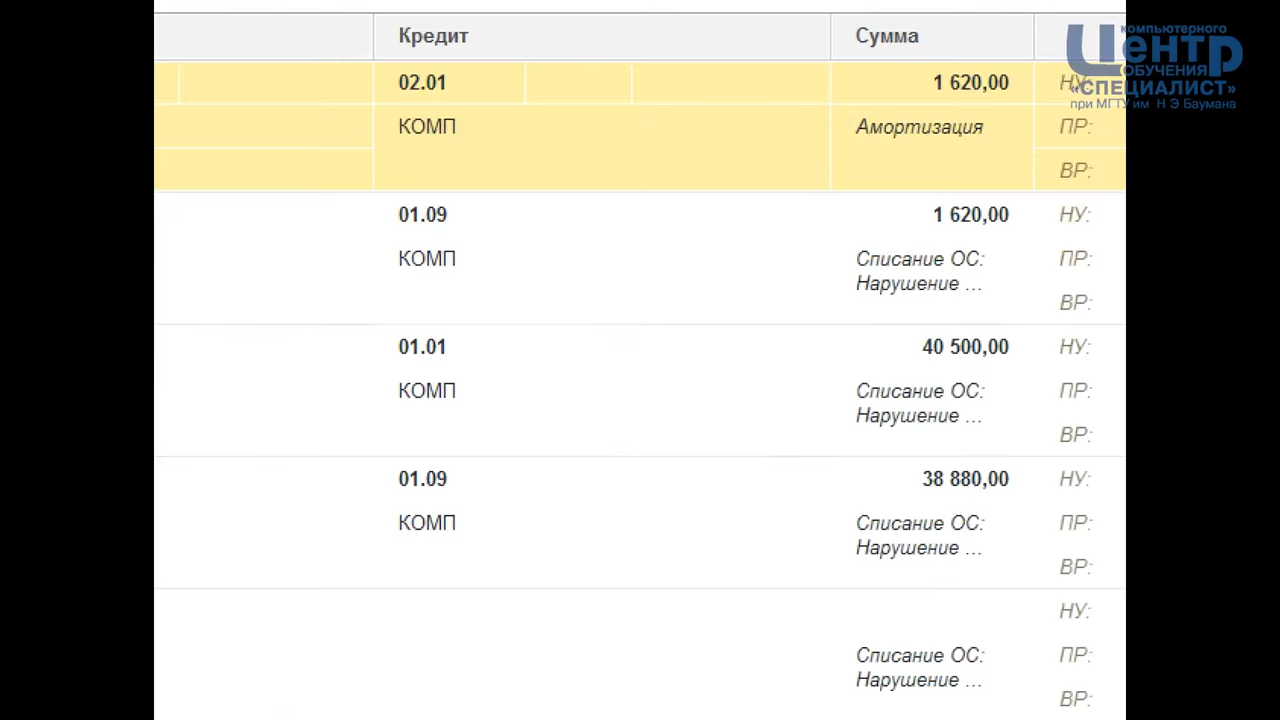 Кредит
Сумма
компьютерного
Центр
ОБУЧЕНИЯ
«СПЕЦИАЛИСТ»
при МГТУ им Н Э Баумана
02.01
1 620,00
НУ:
КОМП
Амортизация
ПР:
ВР:
01.09
1 620,00
НУ:
КОМП
Списание ОС:
Нарушение ...
ПР:
ВР:
01.01
40 500,00
НУ:
КОМП
Списание ОС:
Нарушение ...
ПР:
ВР:
01.09
38 880,00
НУ:
КОМП
Списание ОС:
Нарушение ...
ПР:
ВР:
НУ:
Списание ОС:
Нарушение ...
ПР:
ВР: